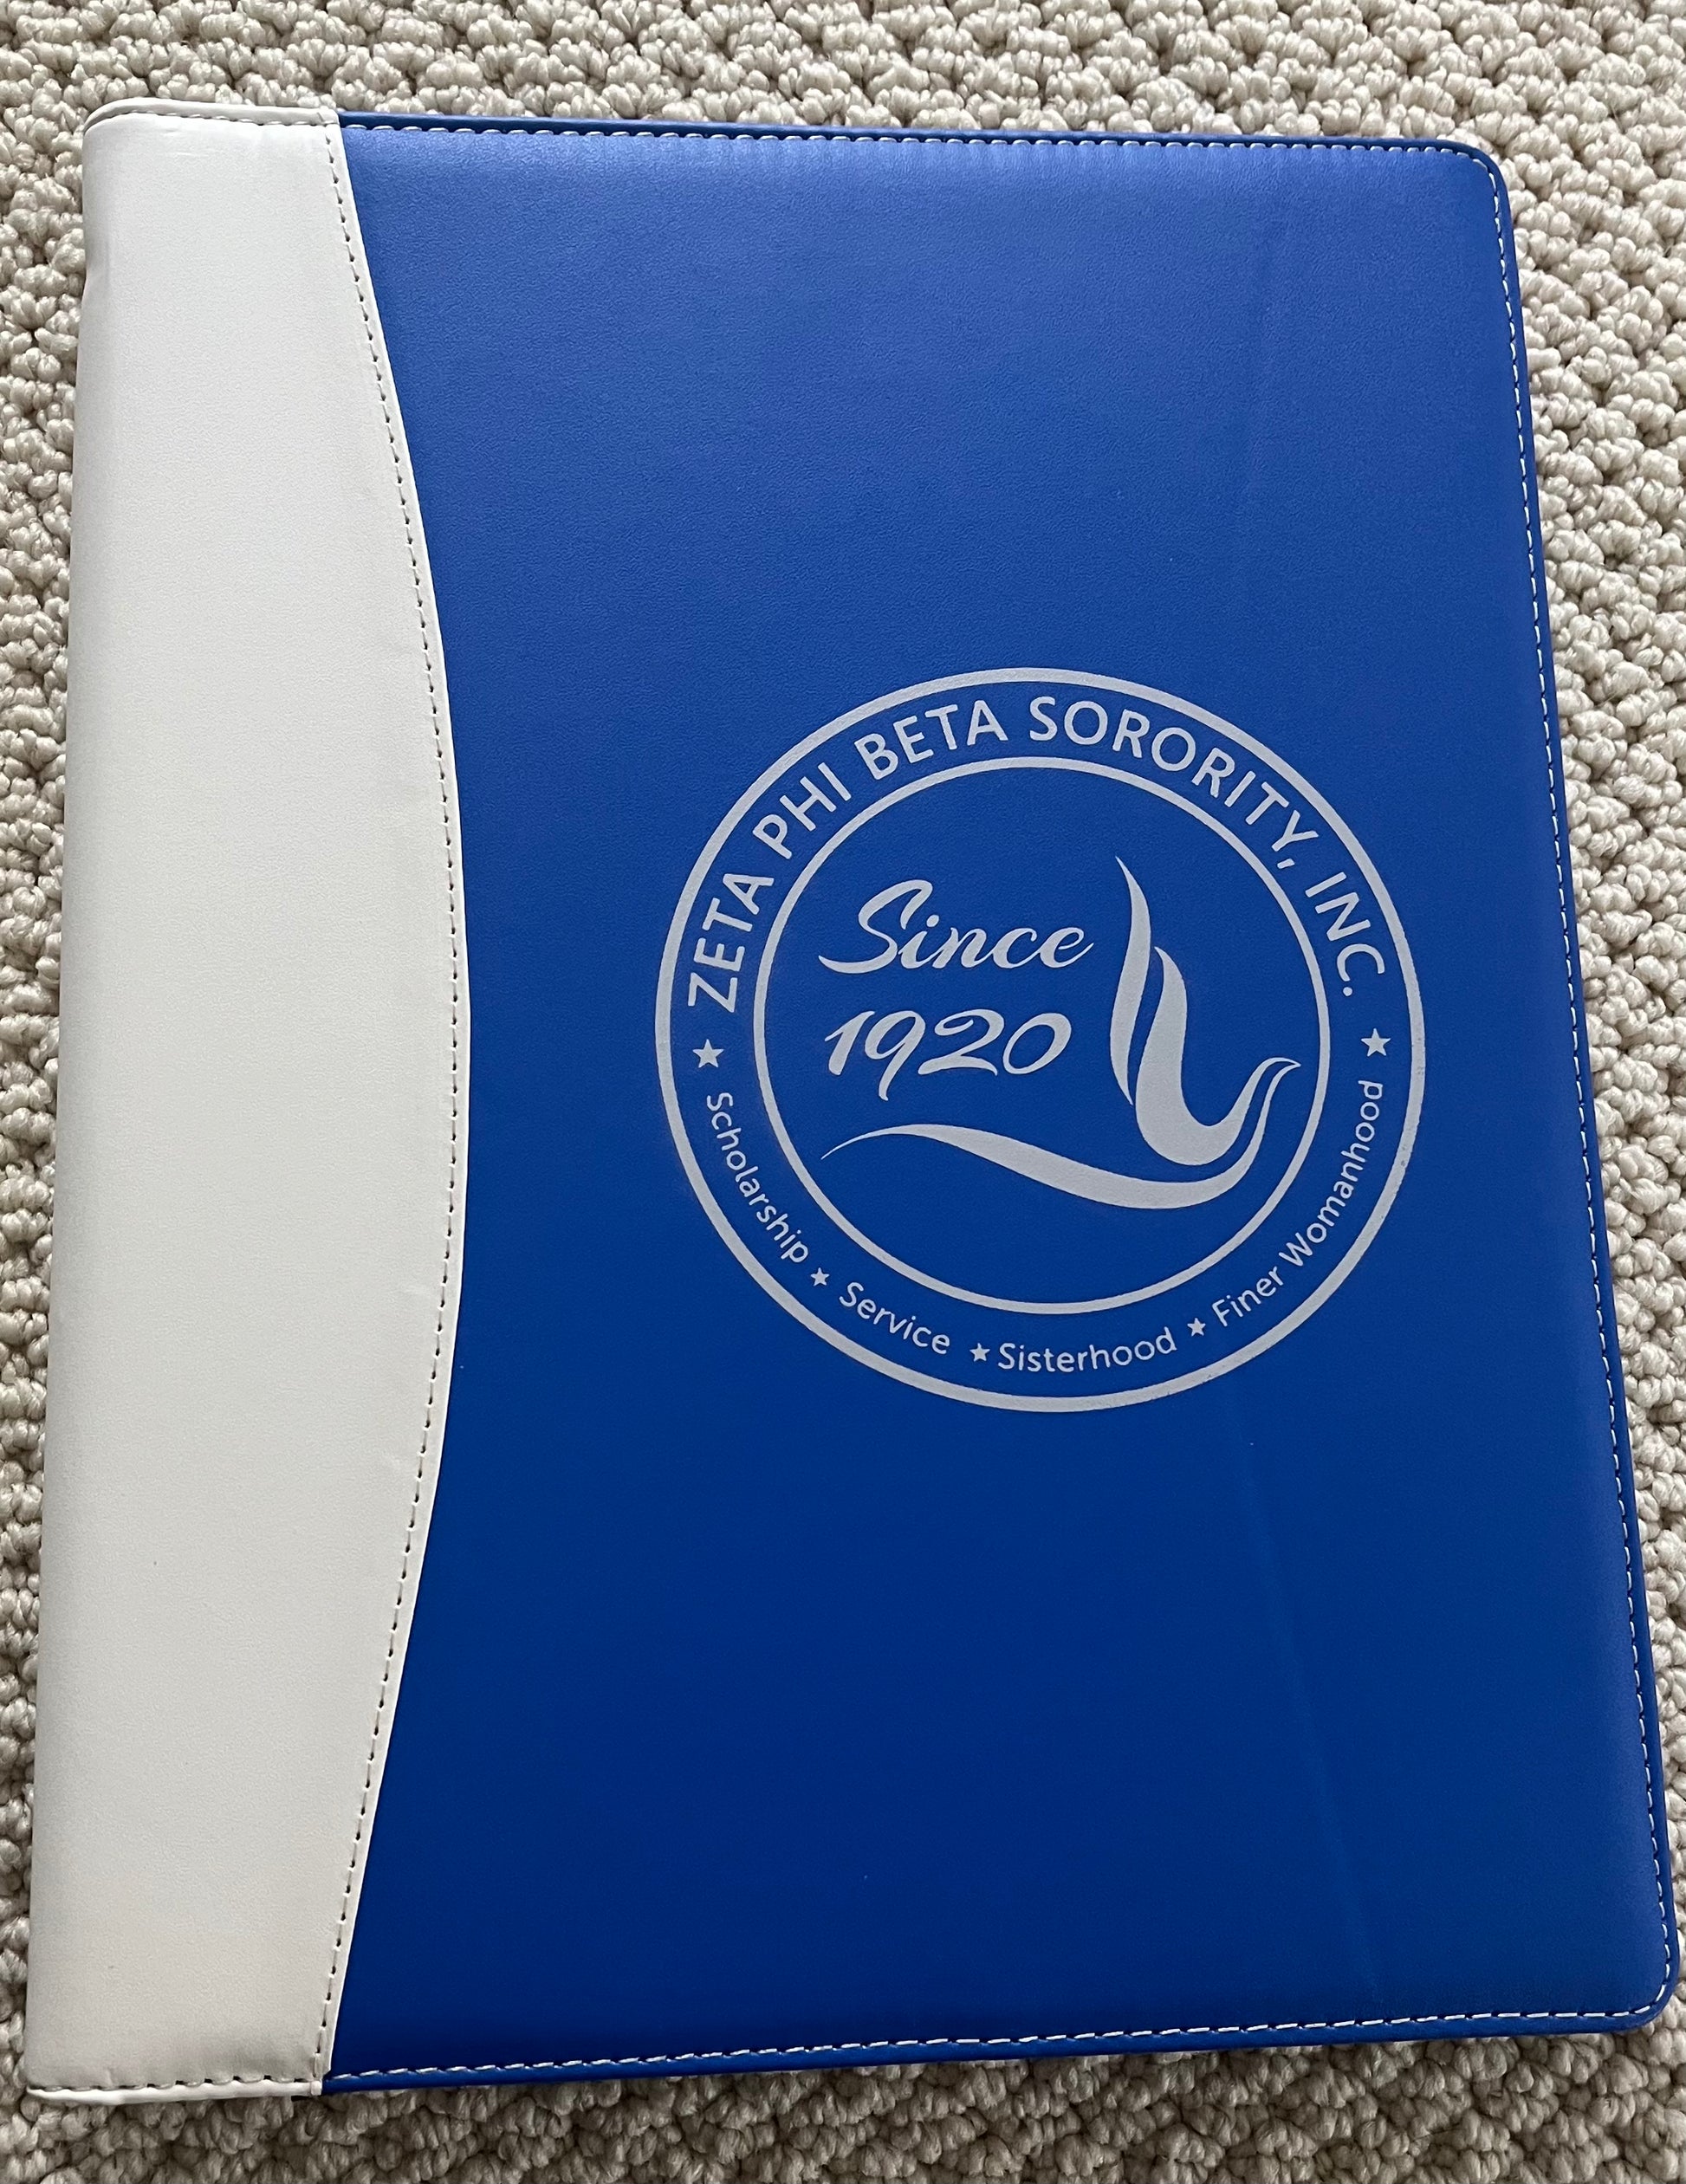 ZETA PHI BETA SORORITY, INC.
Since
1920
Scholarship ★ Service ★ Sisterhood ★ Finer Womanhood